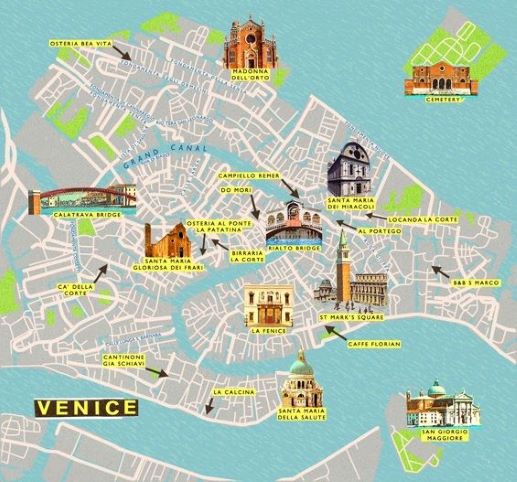 OSTERIA BEA VITA
MADONNA
DELL'ORTO
CEMETERY
GRAND CANAL
CAMPIELLO REMER
DO MORI
SANTA MARIA
DEI MIRACOLI
CALATRAVA BRIDGE
OSTERIA AL PONTE
LA PATATINA
LOCANDA LA CORTE
AL PORTEGO
RIALTO BRIDGE
BIRRARIA
LA CORTE
SANTA MARIA
GLORIOSA DEI FRARI
CA' DELLA
CORTE
B&B S MARCO
ST MARK'S SQUARE
LA FENICE
CAFFE FLORIAN
CANTINONE
GIA SCHIAVI
LA CALCINA
SANTA MARIA
DELLA SALUTE
VENICE
SAN GIORGIO
MAGGIORE